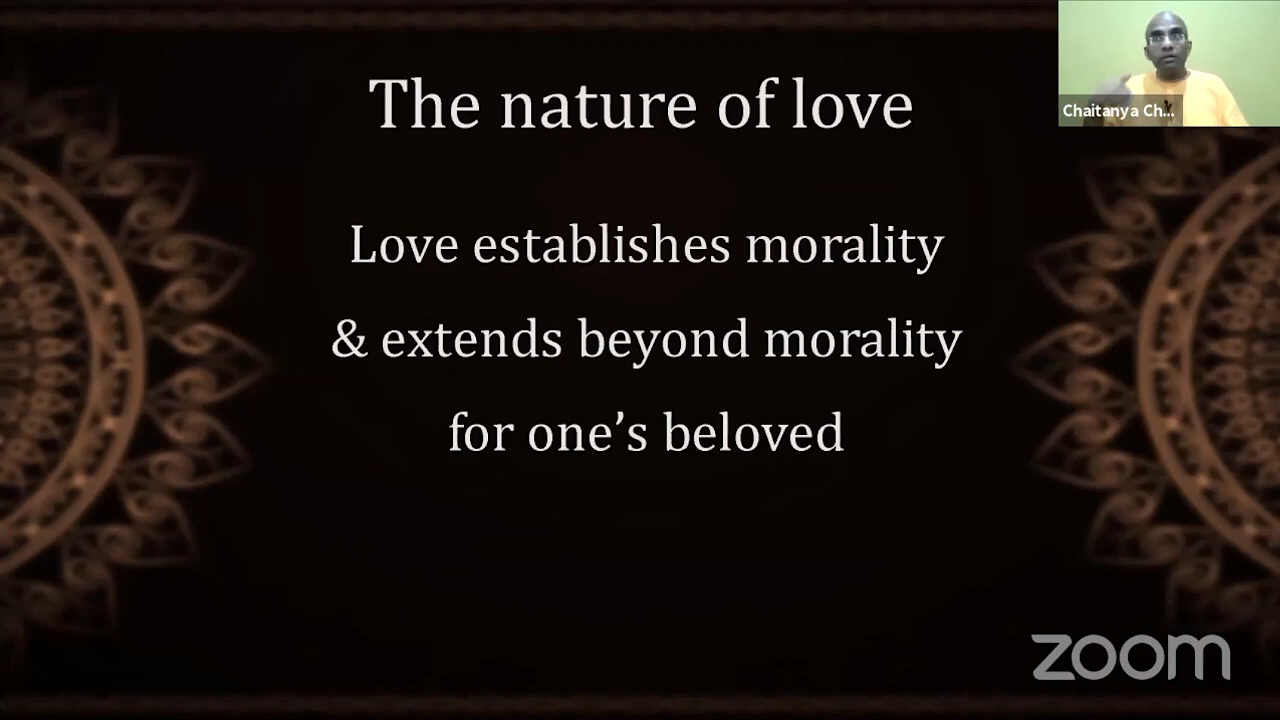 The nature of love
Chaitanya Ch...
Love establishes morality
& extends beyond morality
for one’s beloved
zoom